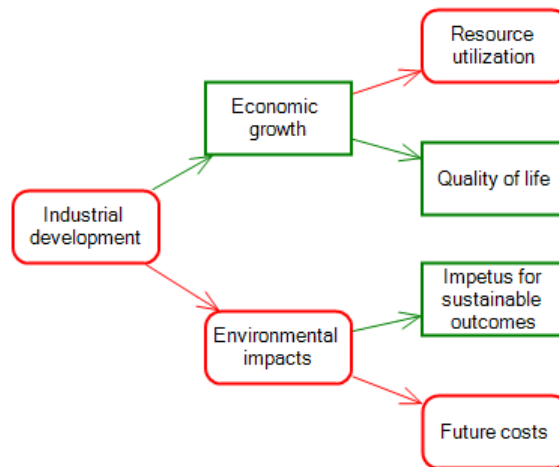 Resource
utilization
Economic
growth
Quality of life
Industrial
development
Impetus for
sustainable
outcomes
Environmental
impacts
Future costs